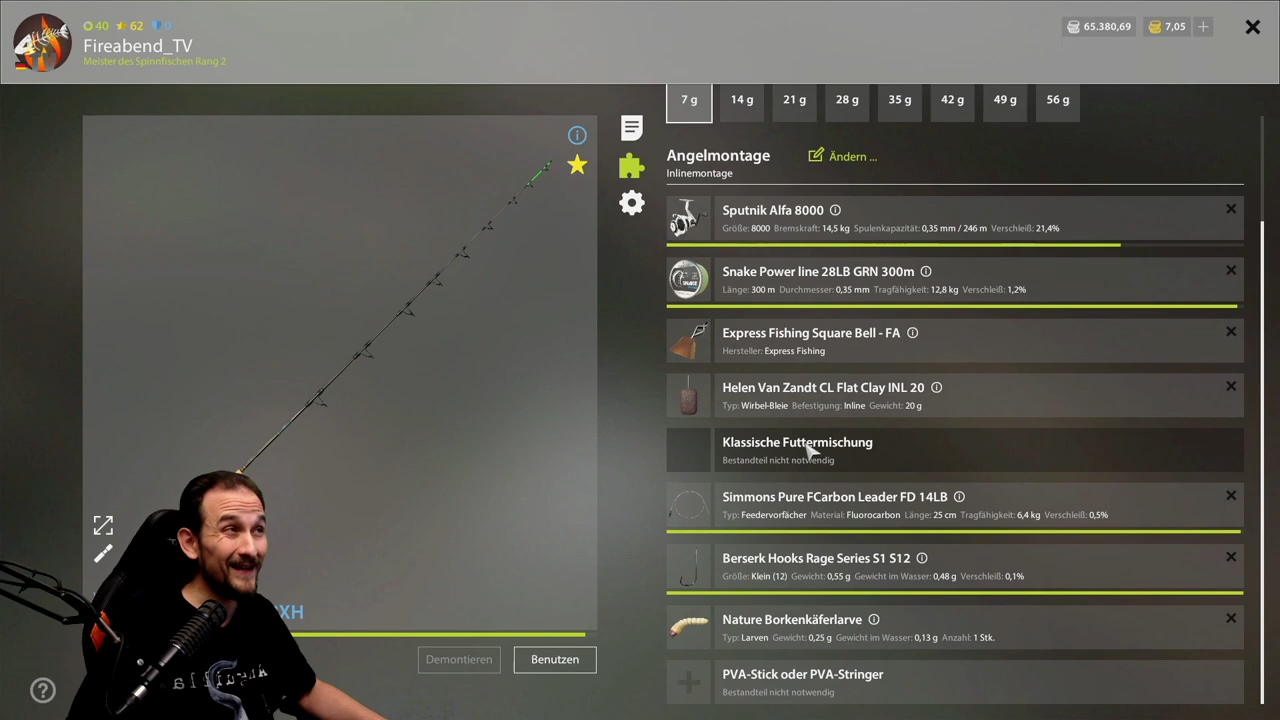 40 62 0
Fireabend_TV
Meister des Spinnfischen Rang 2
65.380,69 7,05 +
7 g 14 g 21 g 28 g 35 g 42 g 49 g 56 g
Angelmontage Ändern ...
Inlinemontage
Sputnik Alfa 8000
Größe: 8000 Bremskraft: 14,5 kg Spulenkapazität: 0,35 mm / 246 m Verschleiß: 21,4%
Snake Power line 28LB GRN 300m
Länge: 300 m Durchmesser: 0,35 mm Tragfähigkeit: 12,8 kg Verschleiß: 1,2%
Express Fishing Square Bell - FA
Hersteller: Express Fishing
Helen Van Zandt CL Flat Clay INL 20
Typ: Wirbel-Bleie Befestigung: Inline Gewicht: 20 g
Klassische Futtermischung
Bestandteil nicht notwendig
Simmons Pure FCarbon Leader FD 14LB
Typ: Feedervorfächer Material: Fluorocarbon Länge: 25 cm Tragfähigkeit: 6,4 kg Verschleiß: 0,5%
Berserk Hooks Rage Series S1 S12
Größe: Klein (12) Gewicht: 0,55 g Gewicht im Wasser: 0,48 g Verschleiß: 0,1%
Nature Borkenkäferlarve
Typ: Larven Gewicht: 0,25 g Gewicht im Wasser: 0,13 g Anzahl: 1 Stk.
PVA-Stick oder PVA-Stringer
Bestandteil nicht notwendig
XH
Demontieren Benutzen